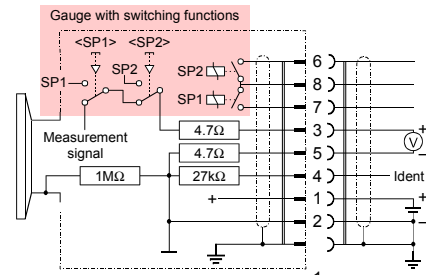 Gauge with switching functions
<SP1> <SP2>
SP1 SP2 SP2 6
8
SP1 7
4.7Ω 3 +
V
Measurement signal
4.7Ω 5 –
1MΩ 27kΩ 4 Ident
+ 1 +
2 –